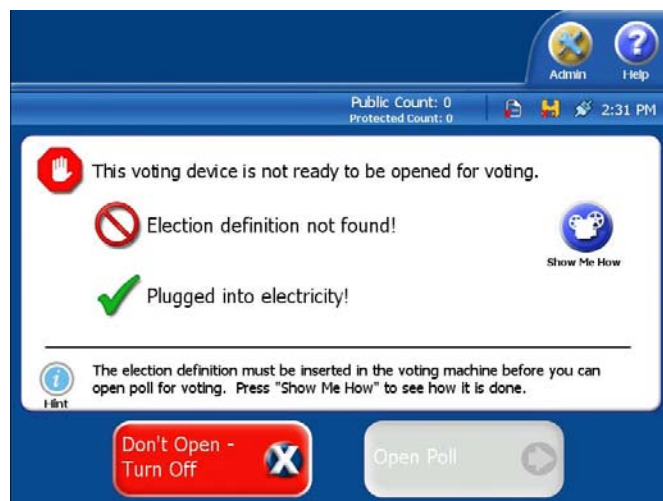 Admin
Help
Public Count: 0
Protected Count: 0
2:31 PM
This voting device is not ready to be opened for voting.
Election definition not found!
Show Me How
Plugged into electricity!
The election definition must be inserted in the voting machine before you can
open poll for voting. Press "Show Me How" to see how it is done.
Hint
Don't Open -
Turn Off
Open Poll